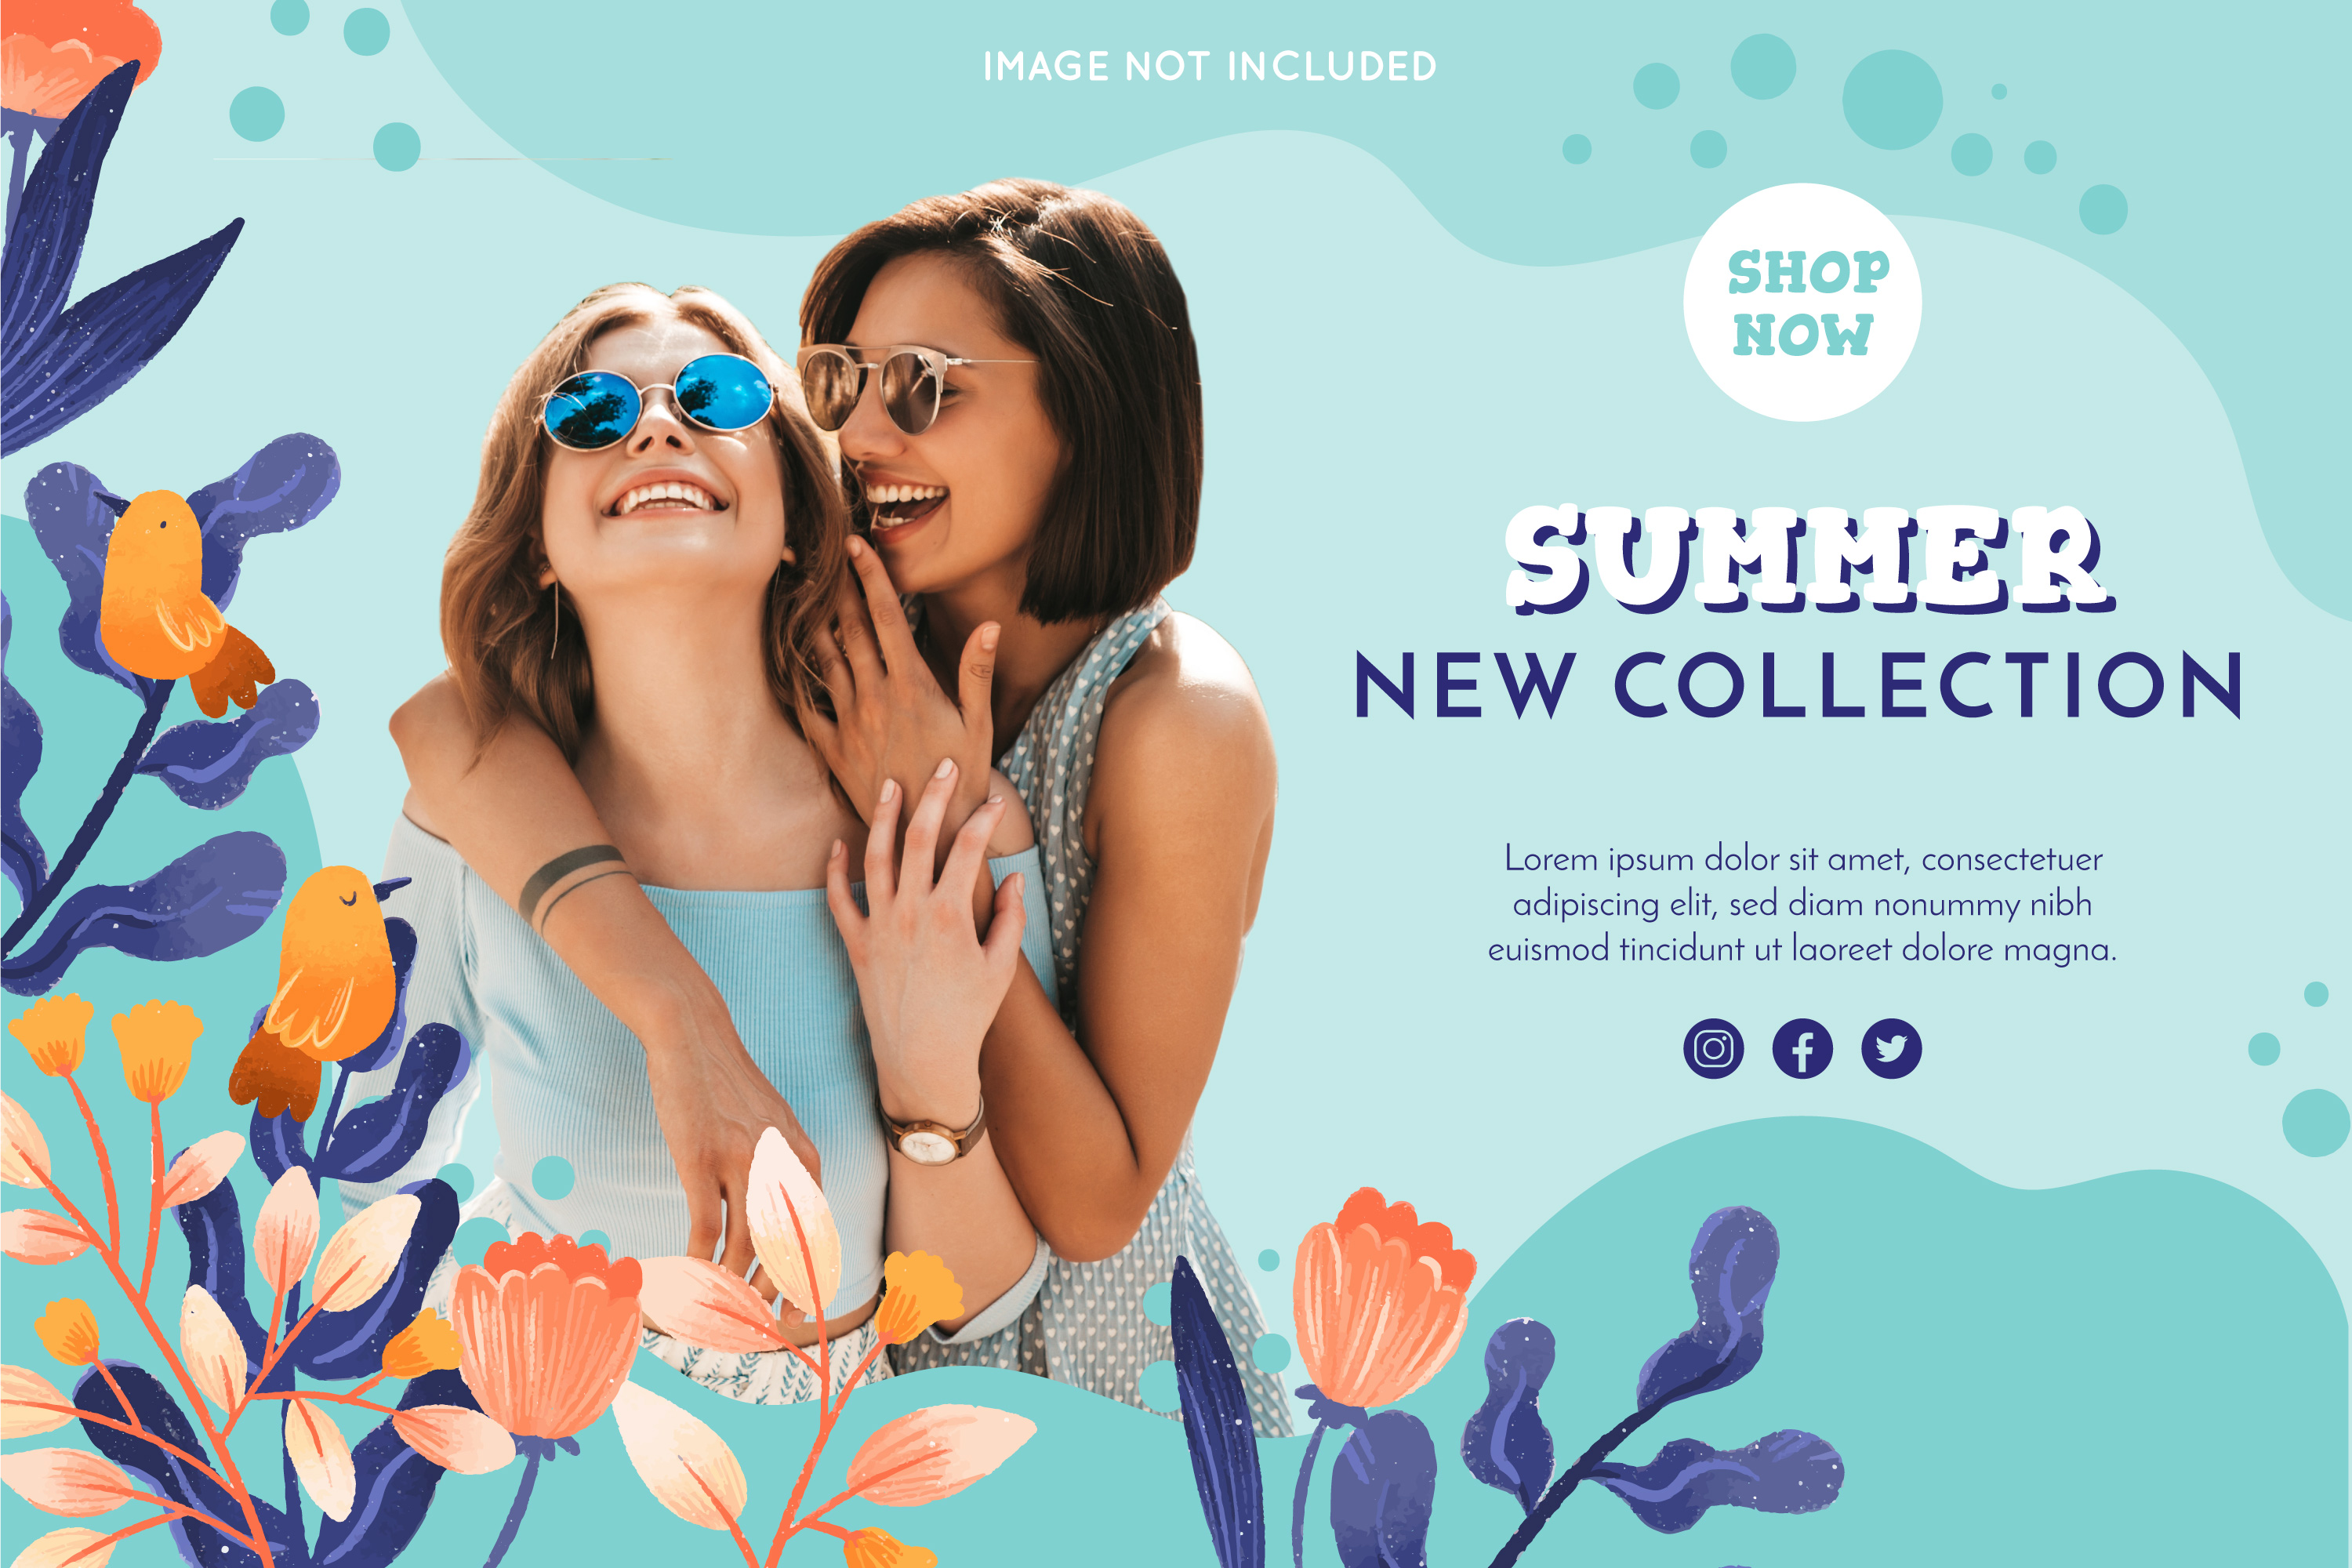 IMAGE NOT INCLUDED
SHOP
NOW
SUMMER
NEW COLLECTION
Lorem ipsum dolor sit amet, consectetuer
adipiscing elit, sed diam nonummy nibh
euismod tincidunt ut laoreet dolore magna.